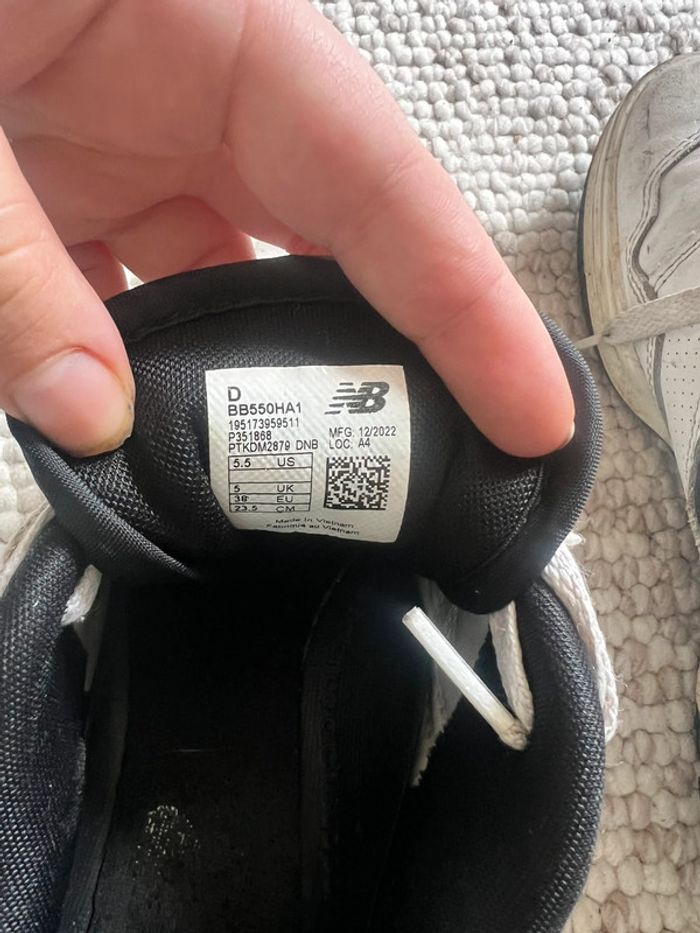 D
BB550HA1
195173959511
P351868
PTKDM2879 DNB
NB
MFG: 12/2022
LOC: A4
5.5 US
5 UK
38 EU
23.5 CM
Made in Vietnam
Fabriqué au Vietnam